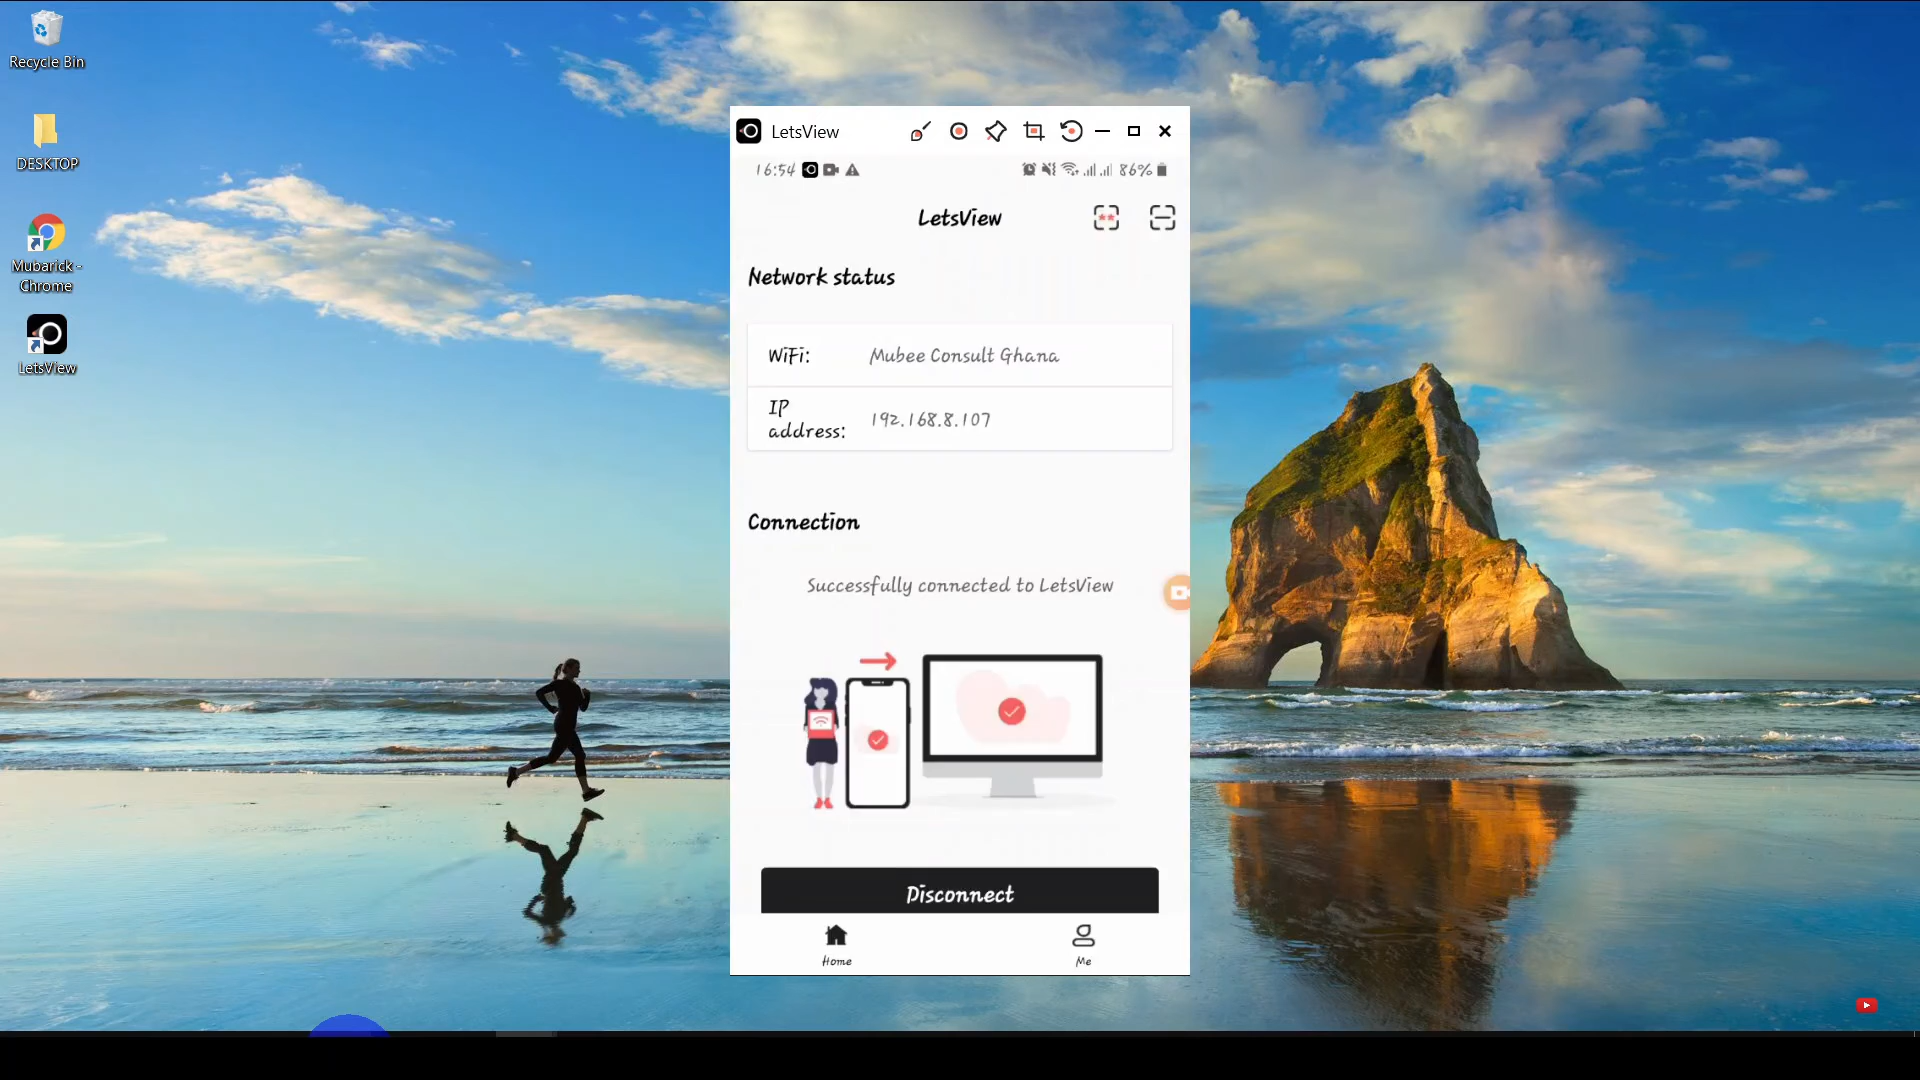 Recycle Bin
DESKTOP
Mubarick -
Chrome
LetsView
LetsView
16:54
86%
LetsView
Network status
WiFi:
Mubee Consult Ghana
IP
address:
192.168.8.107
Connection
Successfully connected to LetsView
Disconnect
Home
Me